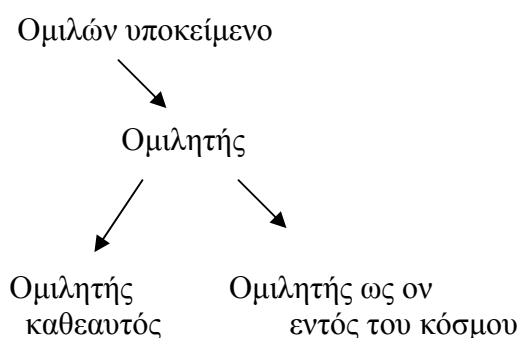 Ομιλών υποκείμενο
Ομιλητής
Ομιλητής Ομιλητής ως ον
καθεαυτός εντός του κόσμου